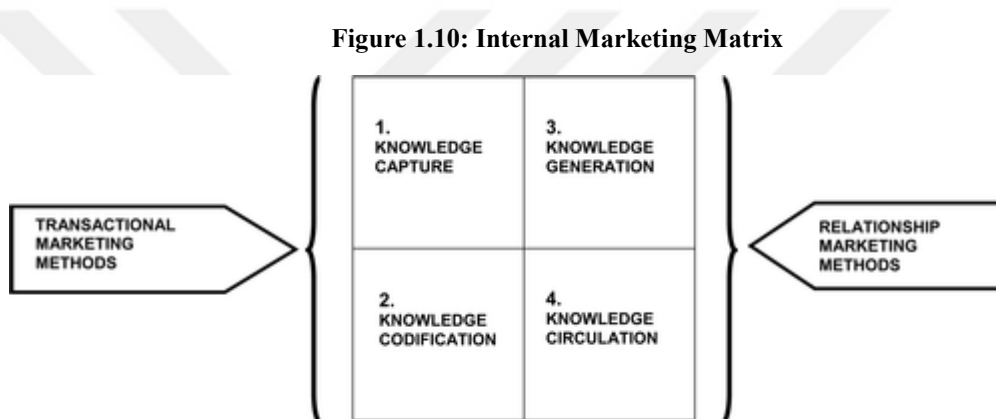 Figure 1.10: Internal Marketing Matrix
TRANSACTIONAL
MARKETING
METHODS
1.
KNOWLEDGE
CAPTURE
2.
KNOWLEDGE
CODIFICATION
3.
KNOWLEDGE
GENERATION
4.
KNOWLEDGE
CIRCULATION
RELATIONSHIP
MARKETING
METHODS